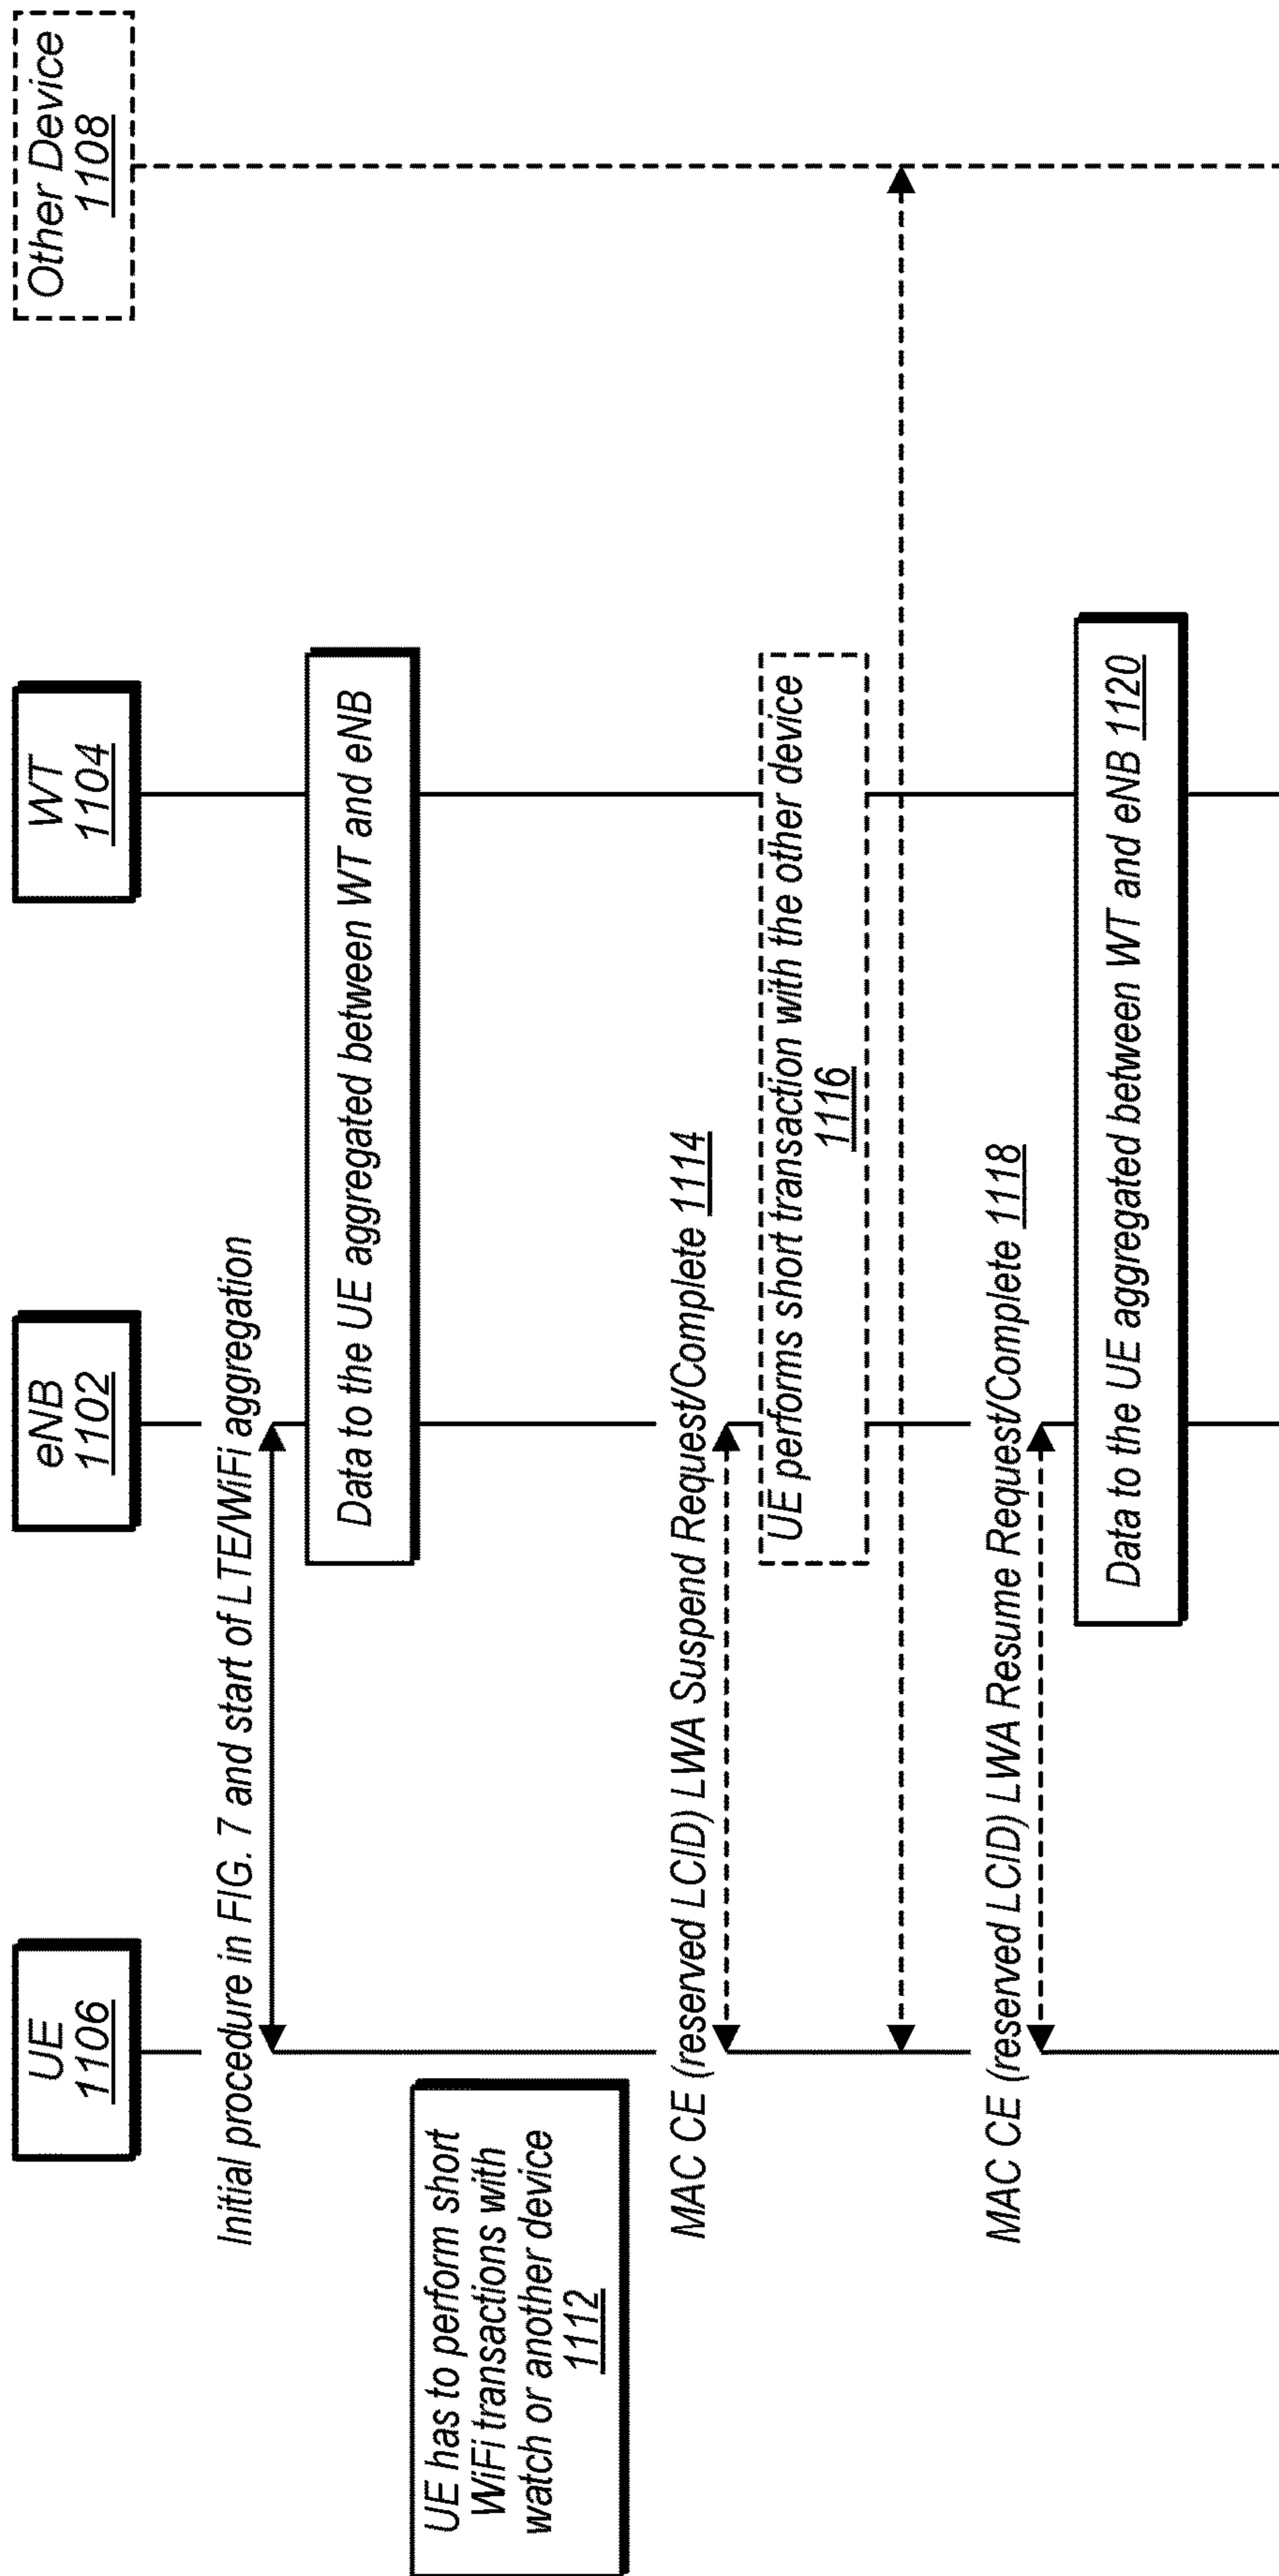 UE
1106
eNB
1102
WT
1104
Other Device
1108
Initial procedure in FIG. 7 and start of LTE/WiFi aggregation
Data to the UE aggregated between WT and eNB
UE has to perform short
WiFi transactions with
watch or another device
1112
MAC CE (reserved LCID) LWA Suspend Request/Complete 1114
UE performs short transaction with the other device
1116
MAC CE (reserved LCID) LWA Resume Request/Complete 1118
Data to the UE aggregated between WT and eNB 1120